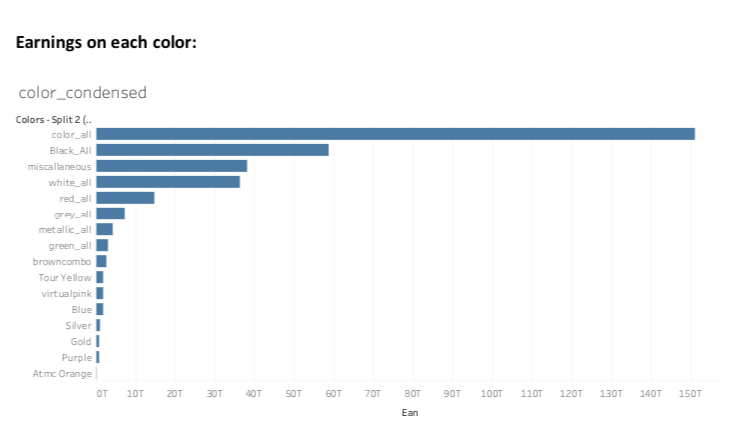 Earnings on each color:
color_condensed
Colors - Split 2 (..
color_all
Black_All
miscallaneous
white_all
red_all
grey_all
metallic_all
green_all
browncombo
Tour Yellow
virtualpink
Blue
Silver
Gold
Purple
Atmc Orange
0T 10T 20T 30T 40T 50T 60T 70T 80T 90T 100T 110T 120T 130T 140T 150T
Ean